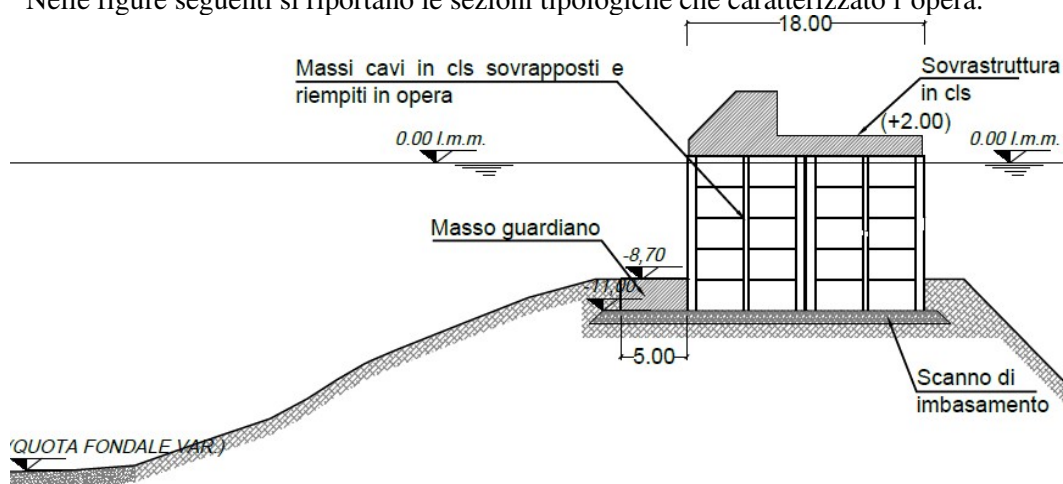 Nelle figure seguenti si riportano le sezioni tipologiche che caratterizzato l'opera.
18.00
Massi cavi in cls sovrapposti e
riempiti in opera
Sovrastruttura
in cls
(+2.00)
0.00 l.m.m.
0.00 l.m.m.
Masso guardiano
-8,70
-11,00
5.00
Scanno di
imbasamento
(QUOTA FONDALE VAR.)